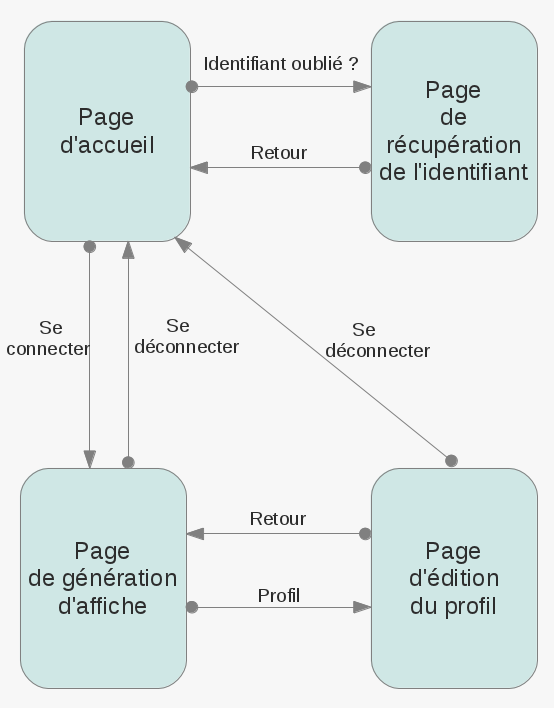 Page
d'accueil
Identifiant oublié ?
Retour
Page
de
récupération
de l'identifiant
Se
connecter
Se
déconnecter
Se
déconnecter
Page
de génération
d'affiche
Retour
Profil
Page
d'édition
du profil